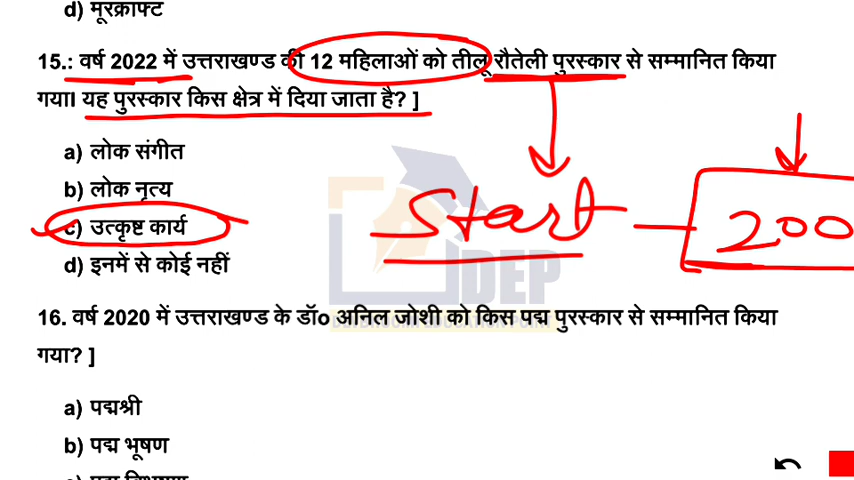 d) मूरक्राफ्ट
15.: वर्ष 2022 में उत्तराखण्ड की 12 महिलाओं को तीलू रौतेली पुरस्कार से सम्मानित किया
गया। यह पुरस्कार किस क्षेत्र में दिया जाता है? ]
a) लोक संगीत
b) लोक नृत्य
c) उत्कृष्ट कार्य
d) इनमें से कोई नहीं
Start
200
DEP
16. वर्ष 2020 में उत्तराखण्ड के डॉ० अनिल जोशी को किस पद्म पुरस्कार से सम्मानित किया
गया? ]
a) पद्मश्री
b) पद्म भूषण